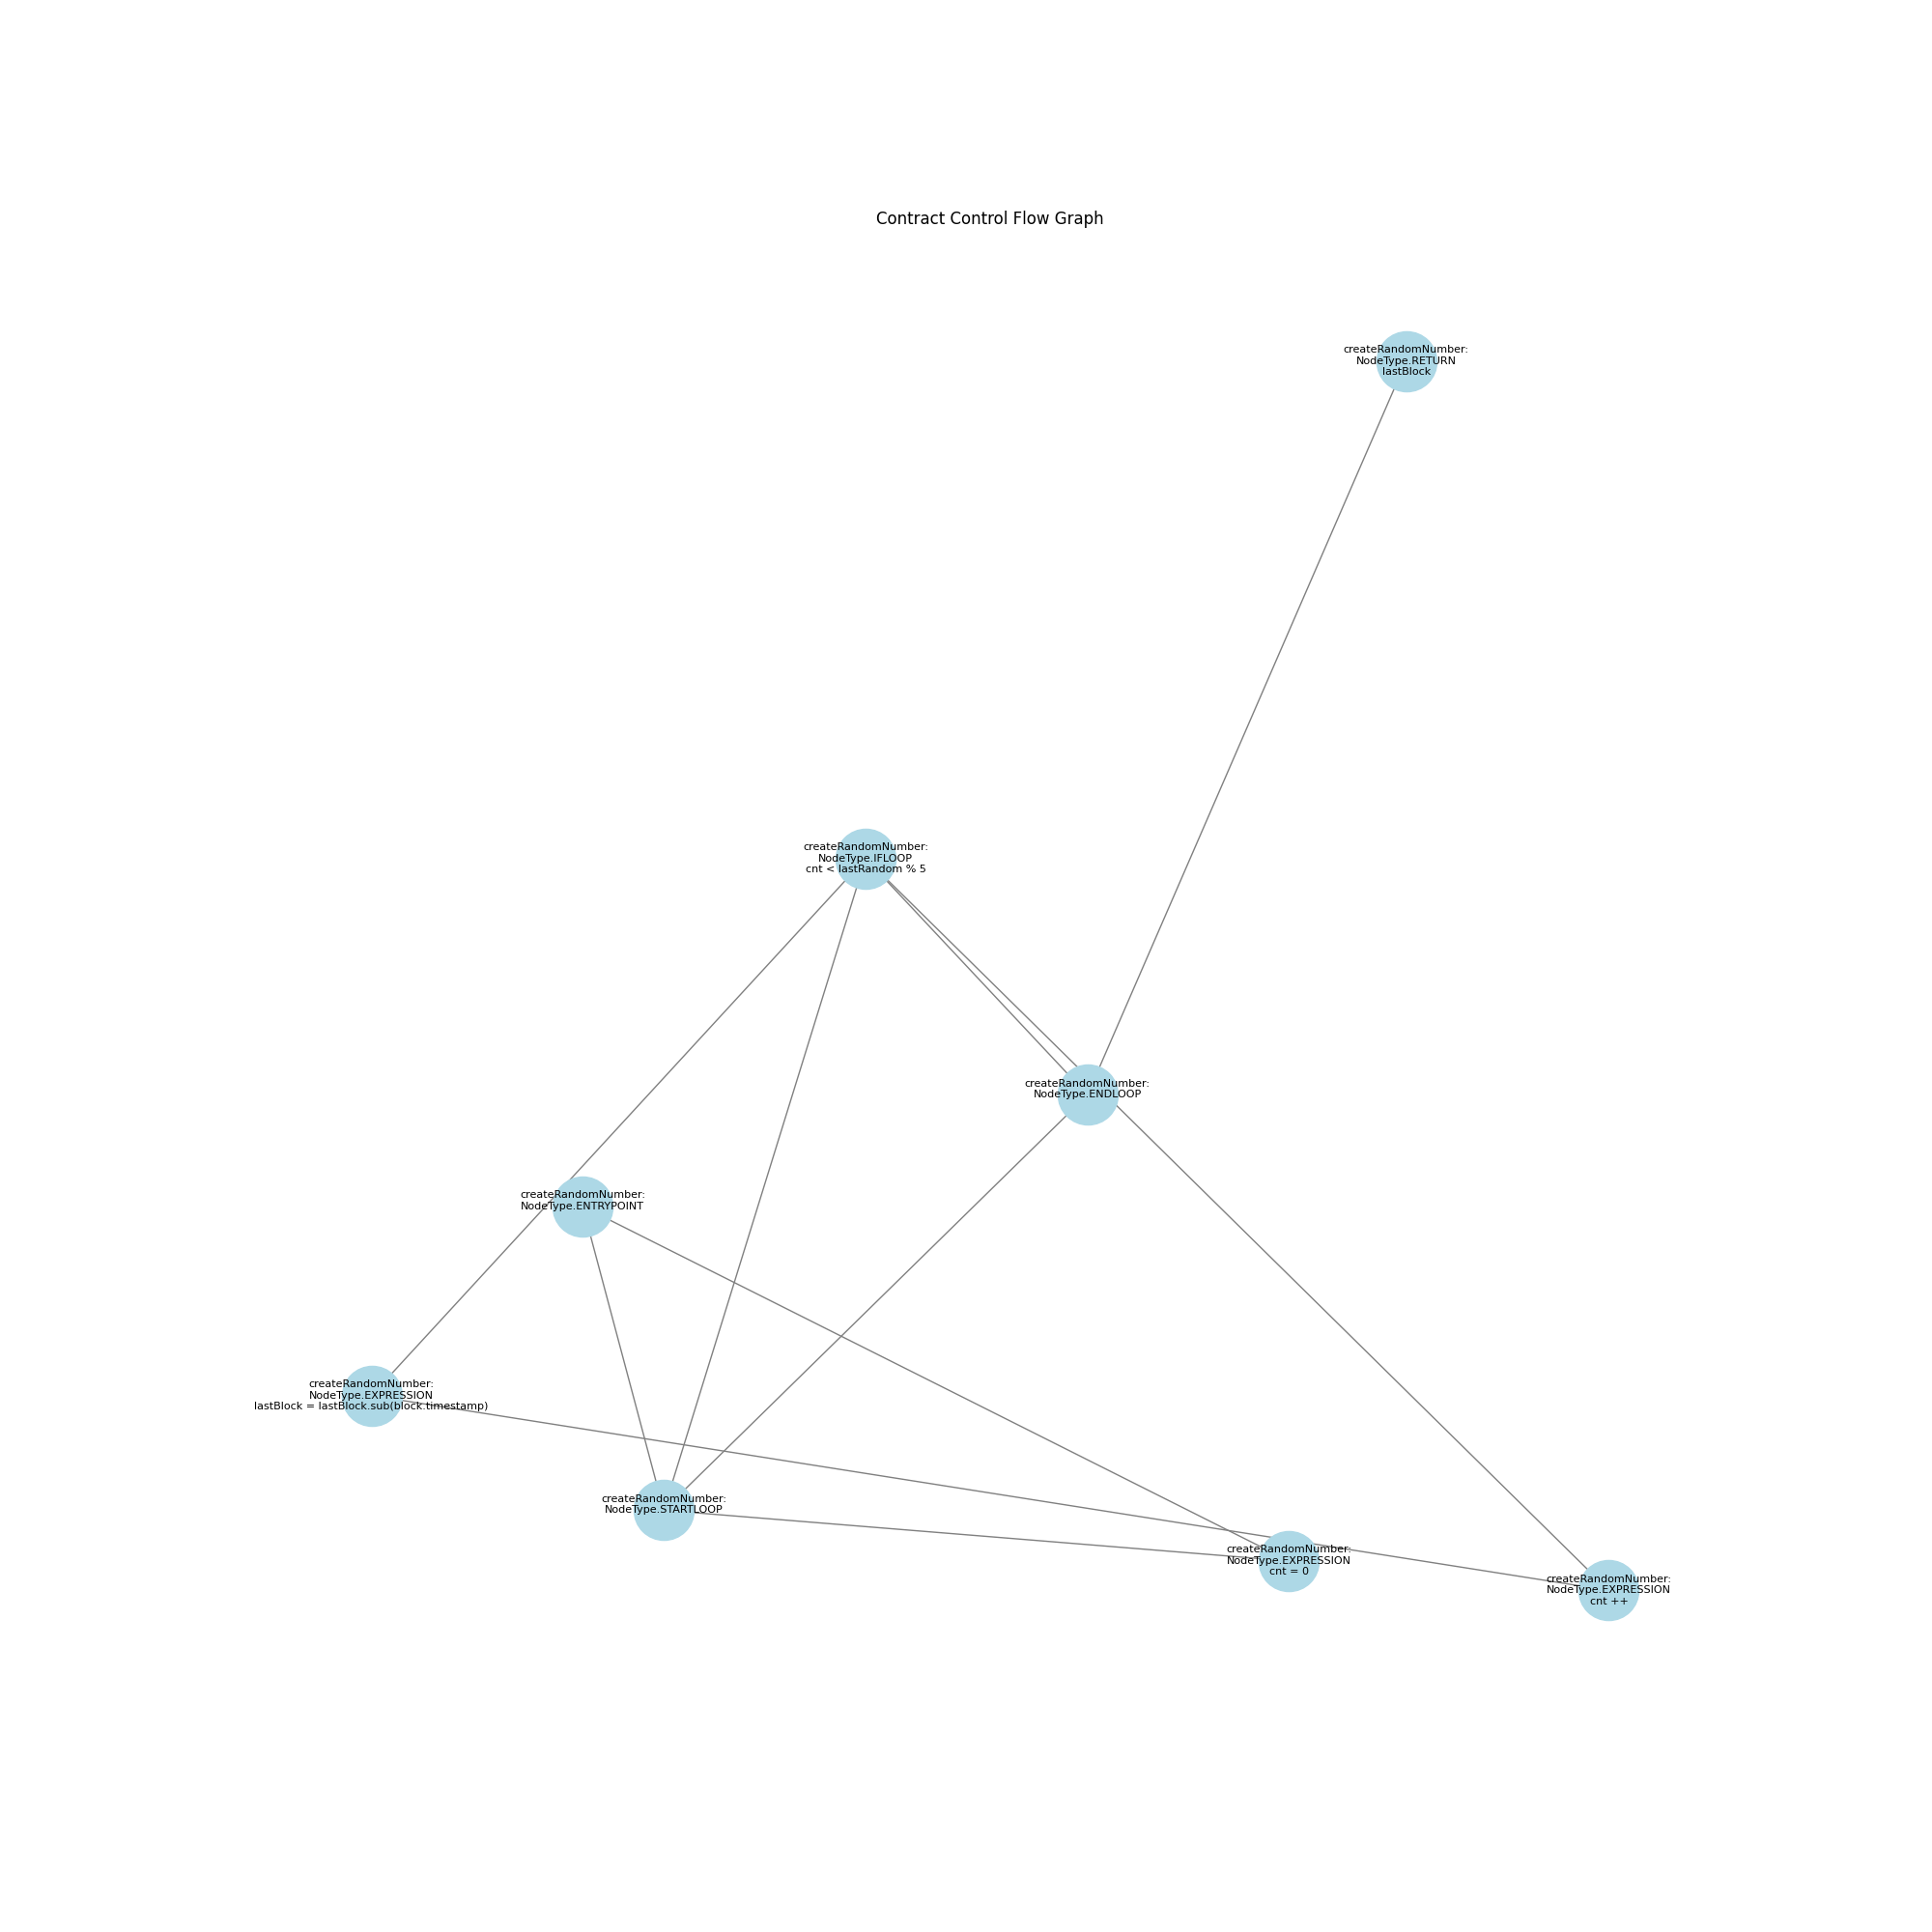 Contract Control Flow Graph
createRandomNumber:
NodeType.RETURN
lastBlock
createRandomNumber:
NodeType.IFLOOP
cnt < lastRandom % 5
createRandomNumber:
NodeType.ENDLOOP
createRandomNumber:
NodeType.ENTRYPOINT
createRandomNumber:
NodeType.EXPRESSION
lastBlock = lastBlock.sub(block.timestamp)
createRandomNumber:
NodeType.STARTLOOP
createRandomNumber:
NodeType.EXPRESSION
cnt = 0
createRandomNumber:
NodeType.EXPRESSION
cnt ++